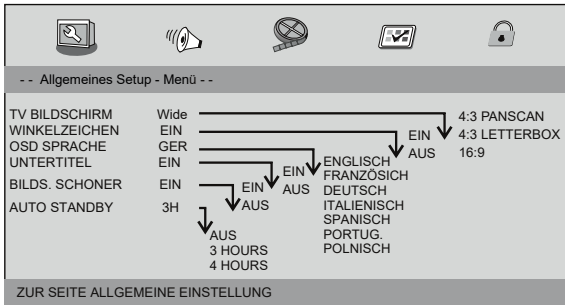 - - Allgemeines Setup - Menü - -
TV BILDSCHIRM Wide
WINKELZEICHEN EIN
OSD SPRACHE GER
UNTERTITEL EIN
BILDS. SCHONER EIN
AUTO STANDBY 3H
4:3 PANSCAN
4:3 LETTERBOX
16:9
EIN
AUS
ENGLISCH
FRANZÖSICH
DEUTSCH
ITALIENISCH
SPANISCH
PORTUG.
POLNISCH
EIN
AUS
EIN
AUS
AUS
3 HOURS
4 HOURS
ZUR SEITE ALLGEMEINE EINSTELLUNG